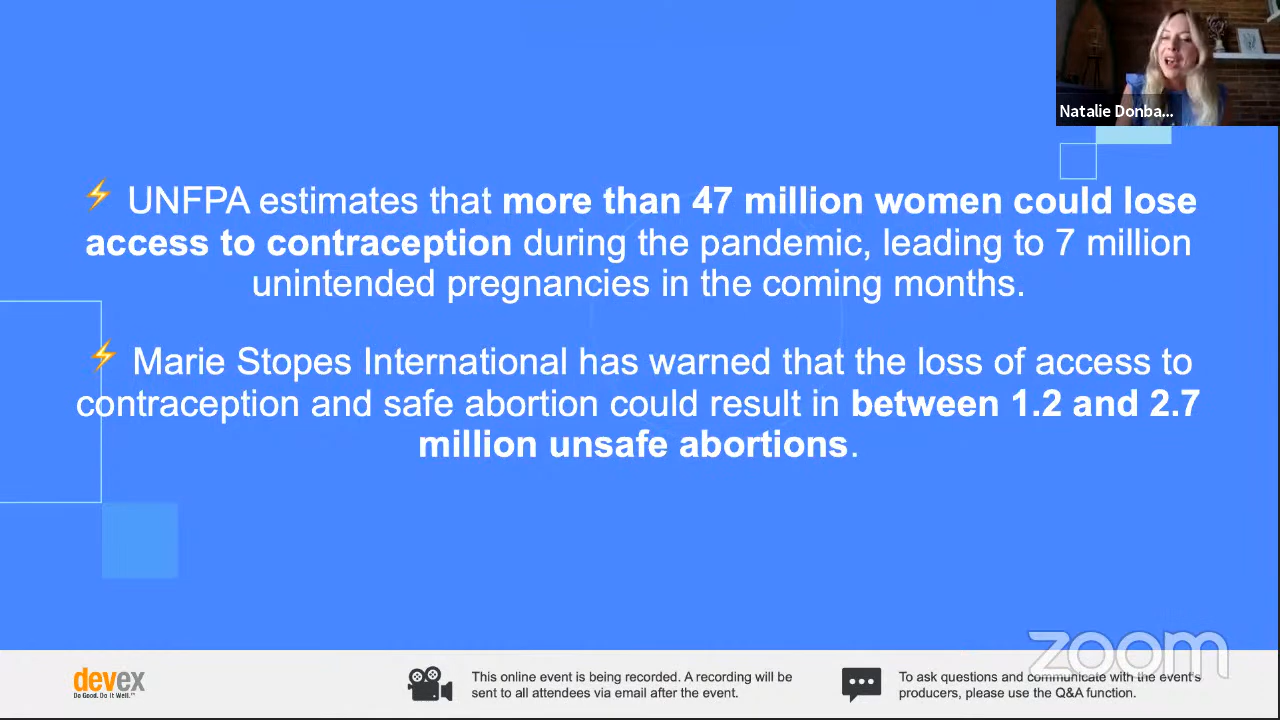 Natalie Donba...
⚡ UNFPA estimates that more than 47 million women could lose
access to contraception during the pandemic, leading to 7 million
unintended pregnancies in the coming months.
⚡ Marie Stopes International has warned that the loss of access to
contraception and safe abortion could result in between 1.2 and 2.7
million unsafe abortions.
zoom
devex
Do Good. Do It Well.™
This online event is being recorded. A recording will be
sent to all attendees via email after the event.
To ask questions and communicate with the event's
producers, please use the Q&A function.